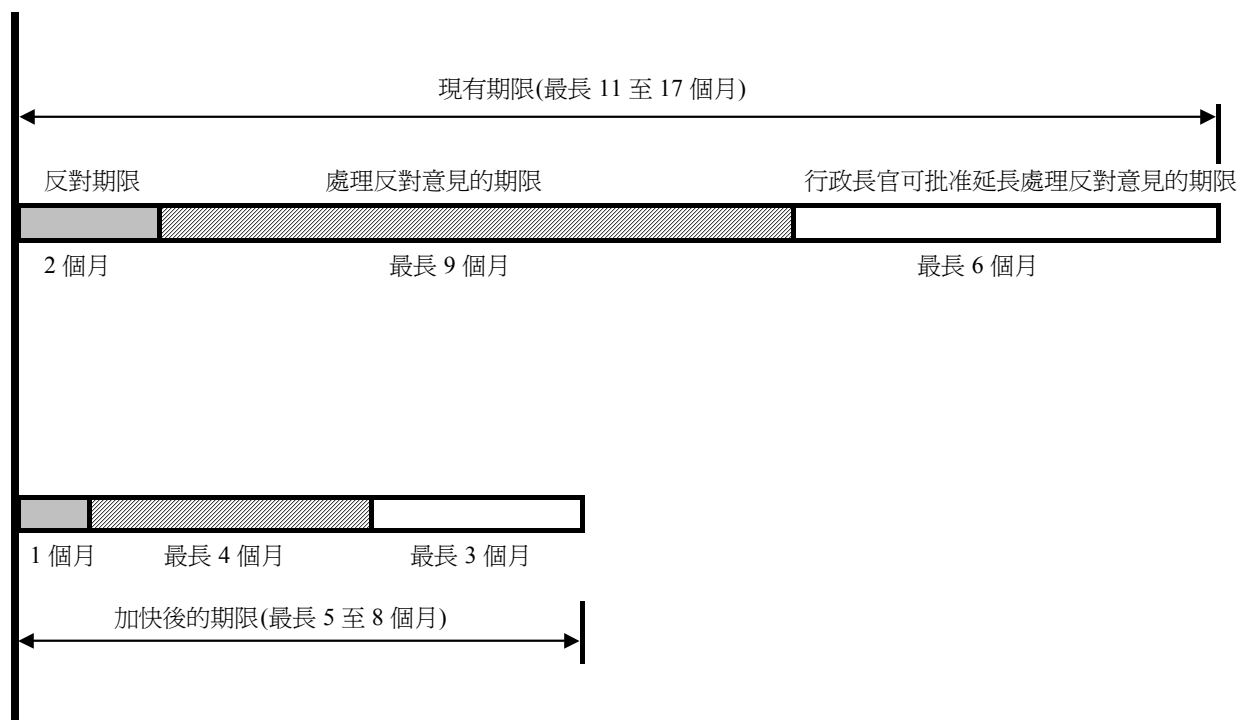 現有期限(最長 11 至 17 個月)
反對期限 處理反對意見的期限 行政長官可批准延長處理反對意見的期限
2 個月 最長 9 個月 最長 6 個月
1 個月 最長 4 個月 最長 3 個月
加快後的期限(最長 5 至 8 個月)